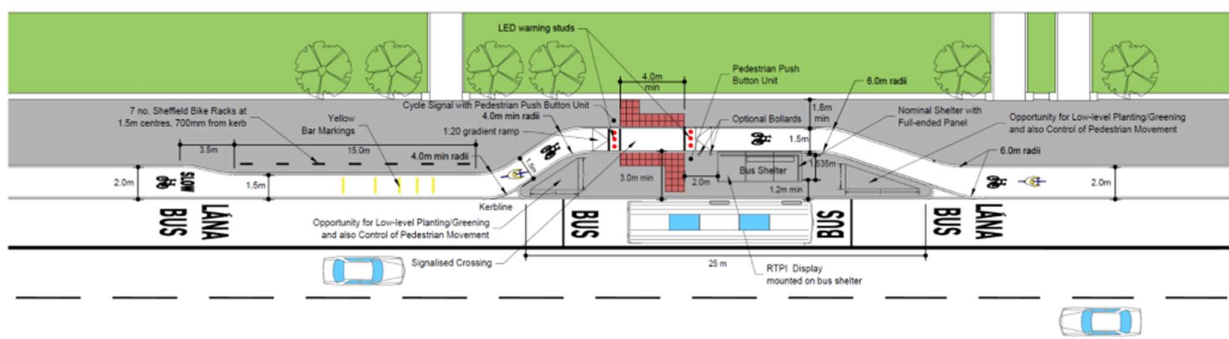 LED warning studs
4.0m
min
Pedestrian Push
Button Unit
6.0m radii
7 no. Sheffield Bike Racks at
1.5m centres, 700mm from kerb
Yellow
Bar Markings
Cycle Signal with Pedestrian Push Button Unit
4.0m min radii
1:20 gradient ramp
Optional Bollards
1.8m
min
Nominal Shelter with
Full-ended Panel
Opportunity for Low-level Planting/Greening
and also Control of Pedestrian Movement
3.5m
15.0m
4.0m min radii
1.5m
1.5m
1.635m
6.0m radii
2.0m
SLOW
1.5m
3.0m min
2.0m
Bus Shelter
1.2m min
2.0m
Kerbline
LÁNA
BUS
Opportunity for Low-level Planting/Greening
and also Control of Pedestrian Movement
BUS
BUS
LÁNA
BUS
Signalised Crossing
25 m
RTPI Display
mounted on bus shelter